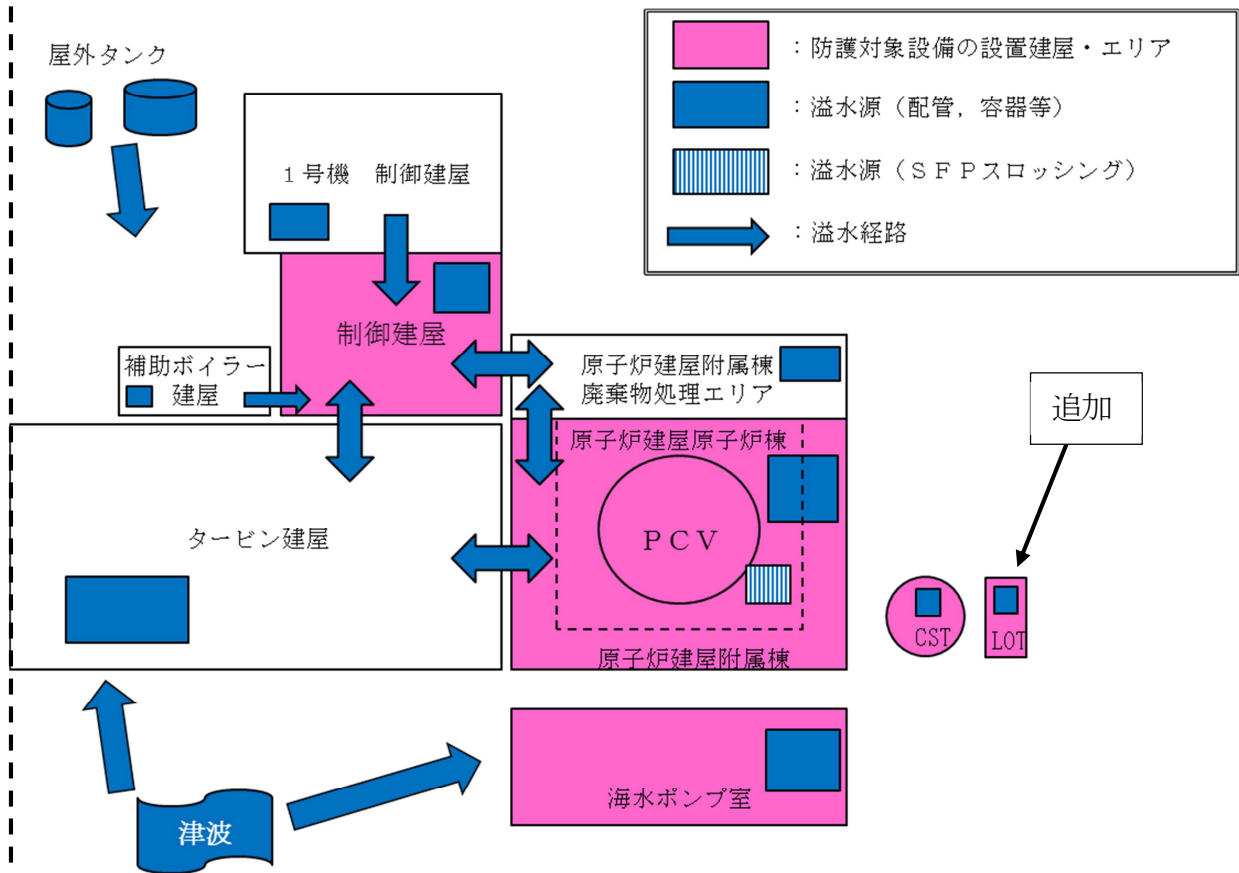 屋外タンク
：防護対象設備の設置建屋・エリア
：溢水源（配管，容器等）
：溢水源（ＳＦＰスロッシング）
：溢水経路
１号機　制御建屋
制御建屋
補助ボイラー
建屋
原子炉建屋附属棟
廃棄物処理エリア
追加
原子炉建屋原子炉棟
ＰＣＶ
タービン建屋
原子炉建屋附属棟
CST
LOT
海水ポンプ室
津波